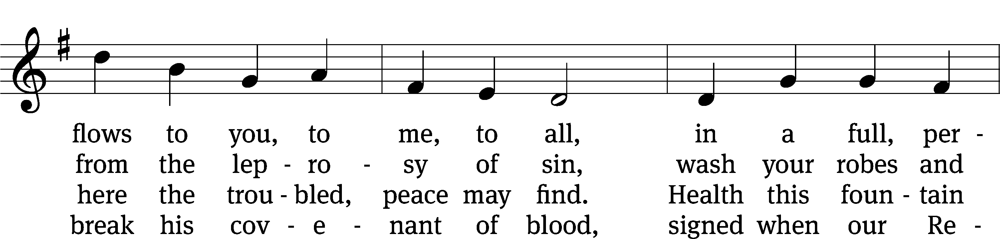 flows to you, to me, to all, in a full, per -
from the lep - ro - sy of sin, wash your robes and
here the trou - bled, peace may find. Health this foun - tain
break his cov - e - nant of blood, signed when our Re -